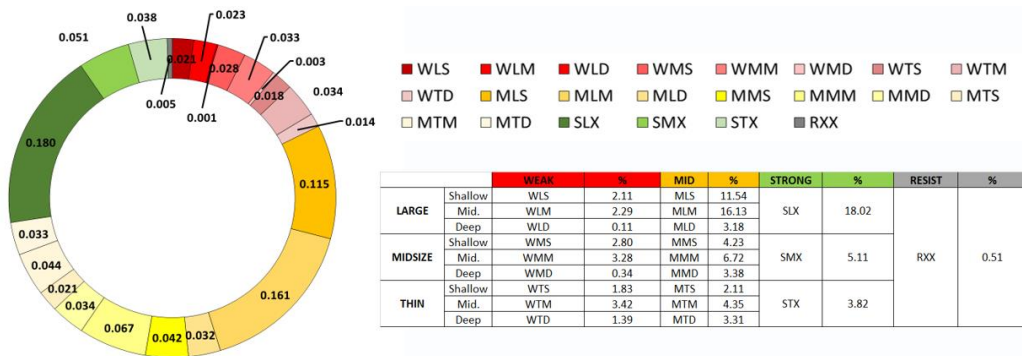 0.038
0.023
0.051
0.033
0.021
0.028
0.003
0.018
0.034
0.005
0.001
0.014
0.180
0.115
0.033
0.044
0.021
0.034
0.161
0.067
0.042
0.032
WLS WLM WLD WMS WMM WMD WTS WTM
WTD MLS MLM MLD MMS MMM MMD MTS
MTM MTD SLX SMX STX RXX
WEAK % MID % STRONG % RESIST %
LARGE Shallow WLS 2.11 MLS 11.54 SLX 18.02 RXX 0.51
Mid. WLM 2.29 MLM 16.13
Deep WLD 0.11 MLD 3.18
MIDSIZE Shallow WMS 2.80 MMS 4.23 SMX 5.11
Mid. WMM 3.28 MMM 6.72
Deep WMD 0.34 MMD 3.38
THIN Shallow WTS 1.83 MTS 2.11 STX 3.82
Mid. WTM 3.42 MTM 4.35
Deep WTD 1.39 MTD 3.31